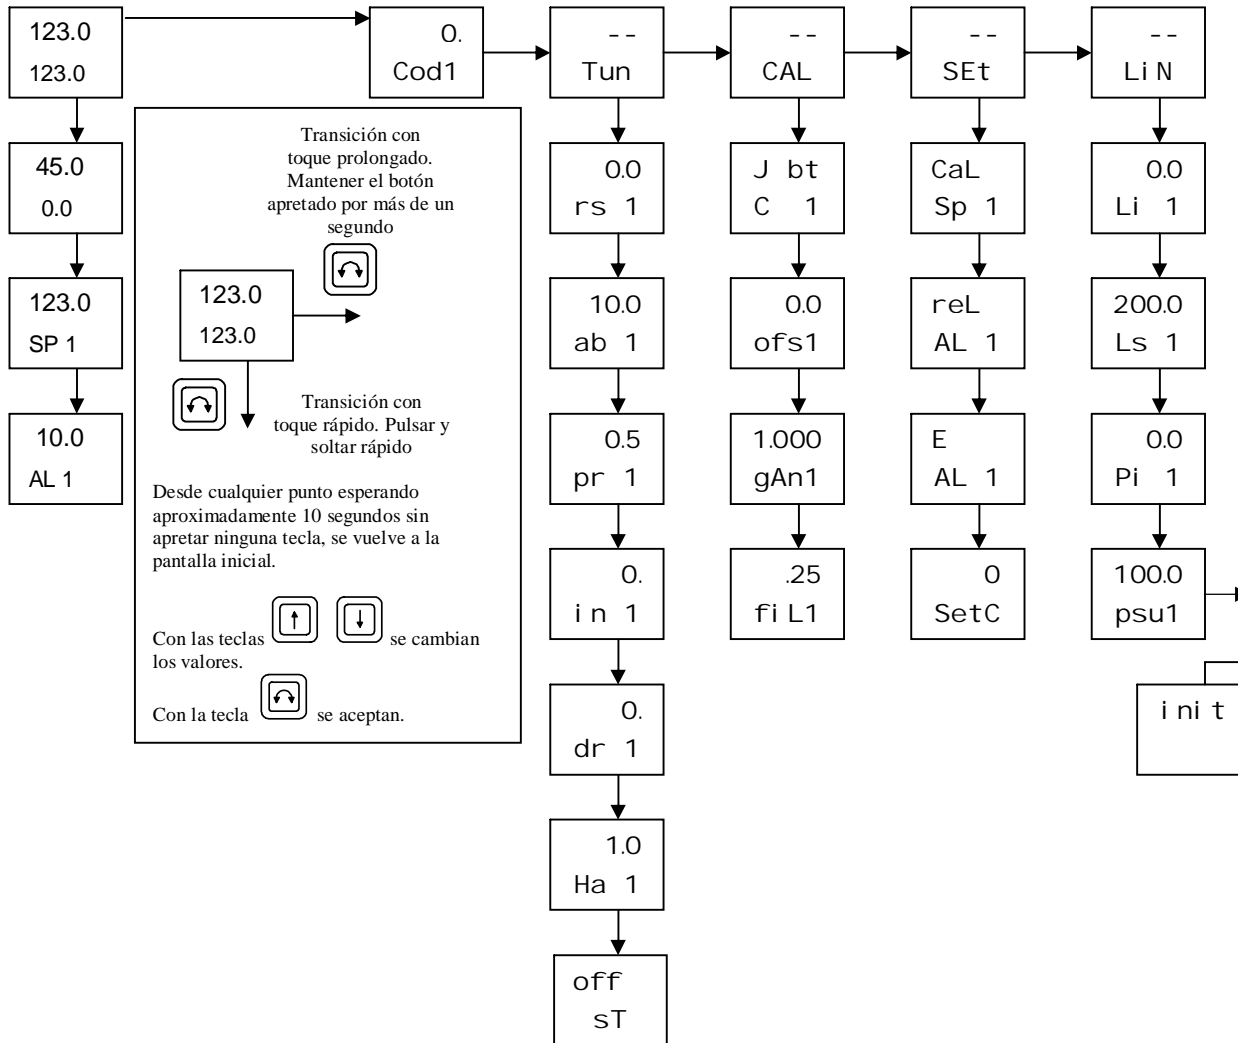 123.0
123.0
0.
Cod1
--
Tun
--
CAL
--
SEt
--
LiN
45.0
0.0
123.0
SP 1
10.0
AL 1
Transición con
toque prolongado.
Mantener el botón
apretado por más de un
segundo
123.0
123.0
Transición con
toque rápido. Pulsar y
soltar rápido
Desde cualquier punto esperando
aproximadamente 10 segundos sin
apretar ninguna tecla, se vuelve a la
pantalla inicial.
Con las teclas se cambian
los valores.
Con la tecla se aceptan.
0.0
rs 1
10.0
ab 1
0.5
pr 1
0.
in 1
0.
dr 1
1.0
Ha 1
off
sT
J bt
C 1
0.0
ofs1
1.000
gAn1
.25
fiL1
CaL
Sp 1
reL
AL 1
E
AL 1
0
SetC
0.0
Li 1
200.0
Ls 1
0.0
Pi 1
100.0
psu1
init